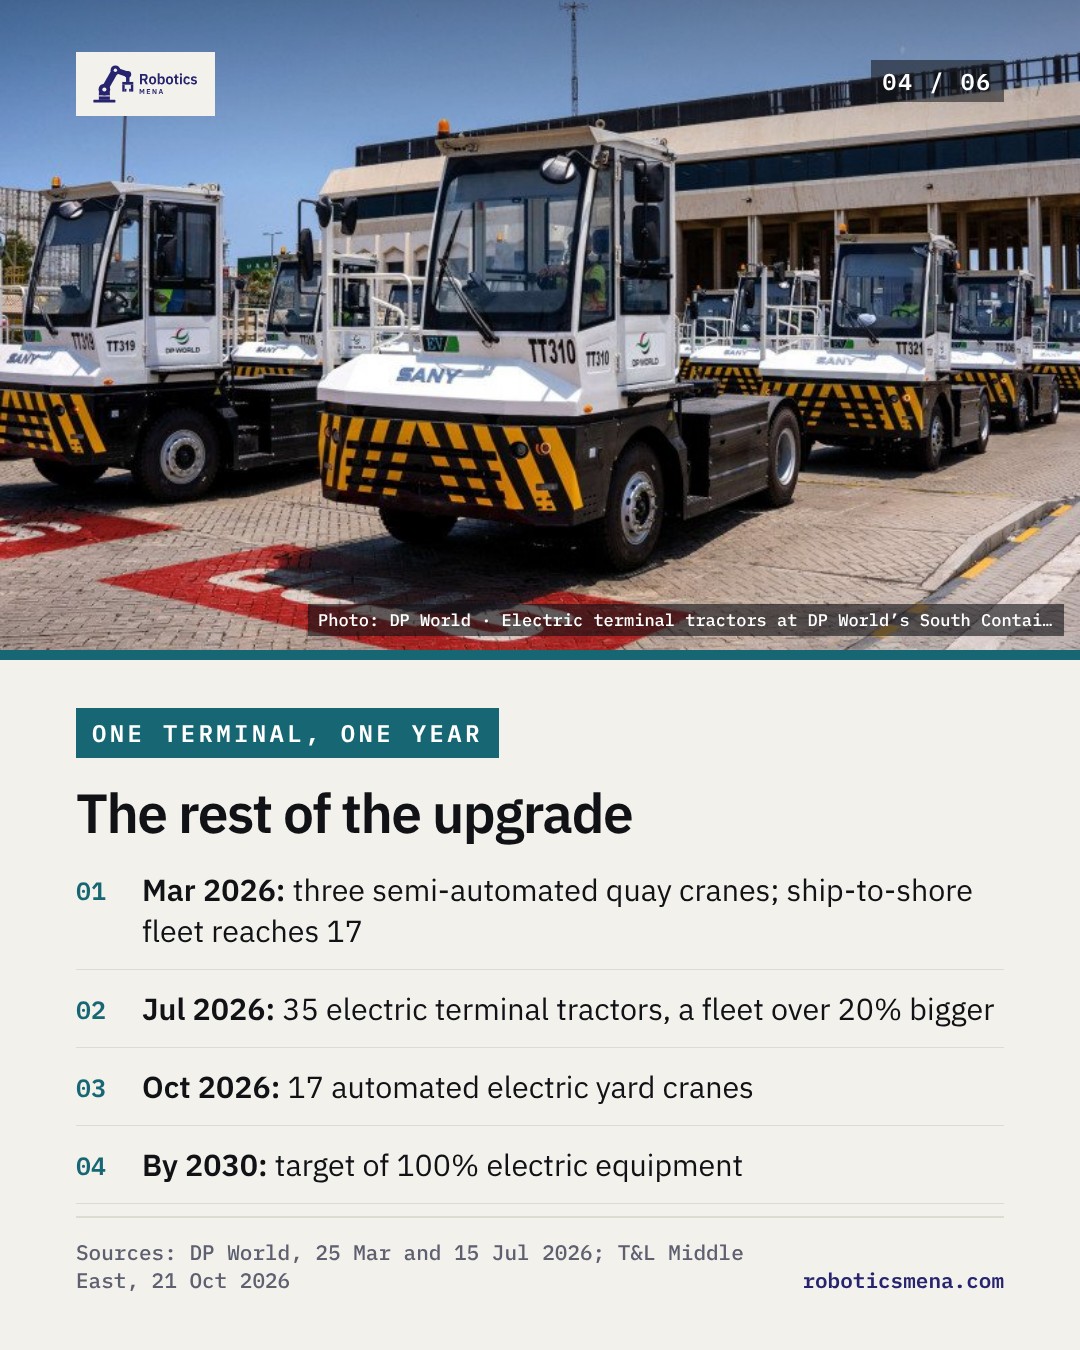 Robotics
MENA
04 / 06
TT319
TT319
DP WORLD
SANY
EV
TT310
TT310
DP WORLD
SANY
TT321
SANY
SANY
Photo: DP World · Electric terminal tractors at DP World’s South Contai…
ONE TERMINAL, ONE YEAR
The rest of the upgrade
01 Mar 2026: three semi-automated quay cranes; ship-to-shore
fleet reaches 17
02 Jul 2026: 35 electric terminal tractors, a fleet over 20% bigger
03 Oct 2026: 17 automated electric yard cranes
04 By 2030: target of 100% electric equipment
Sources: DP World, 25 Mar and 15 Jul 2026; T&L Middle
East, 21 Oct 2026
roboticsmena.com